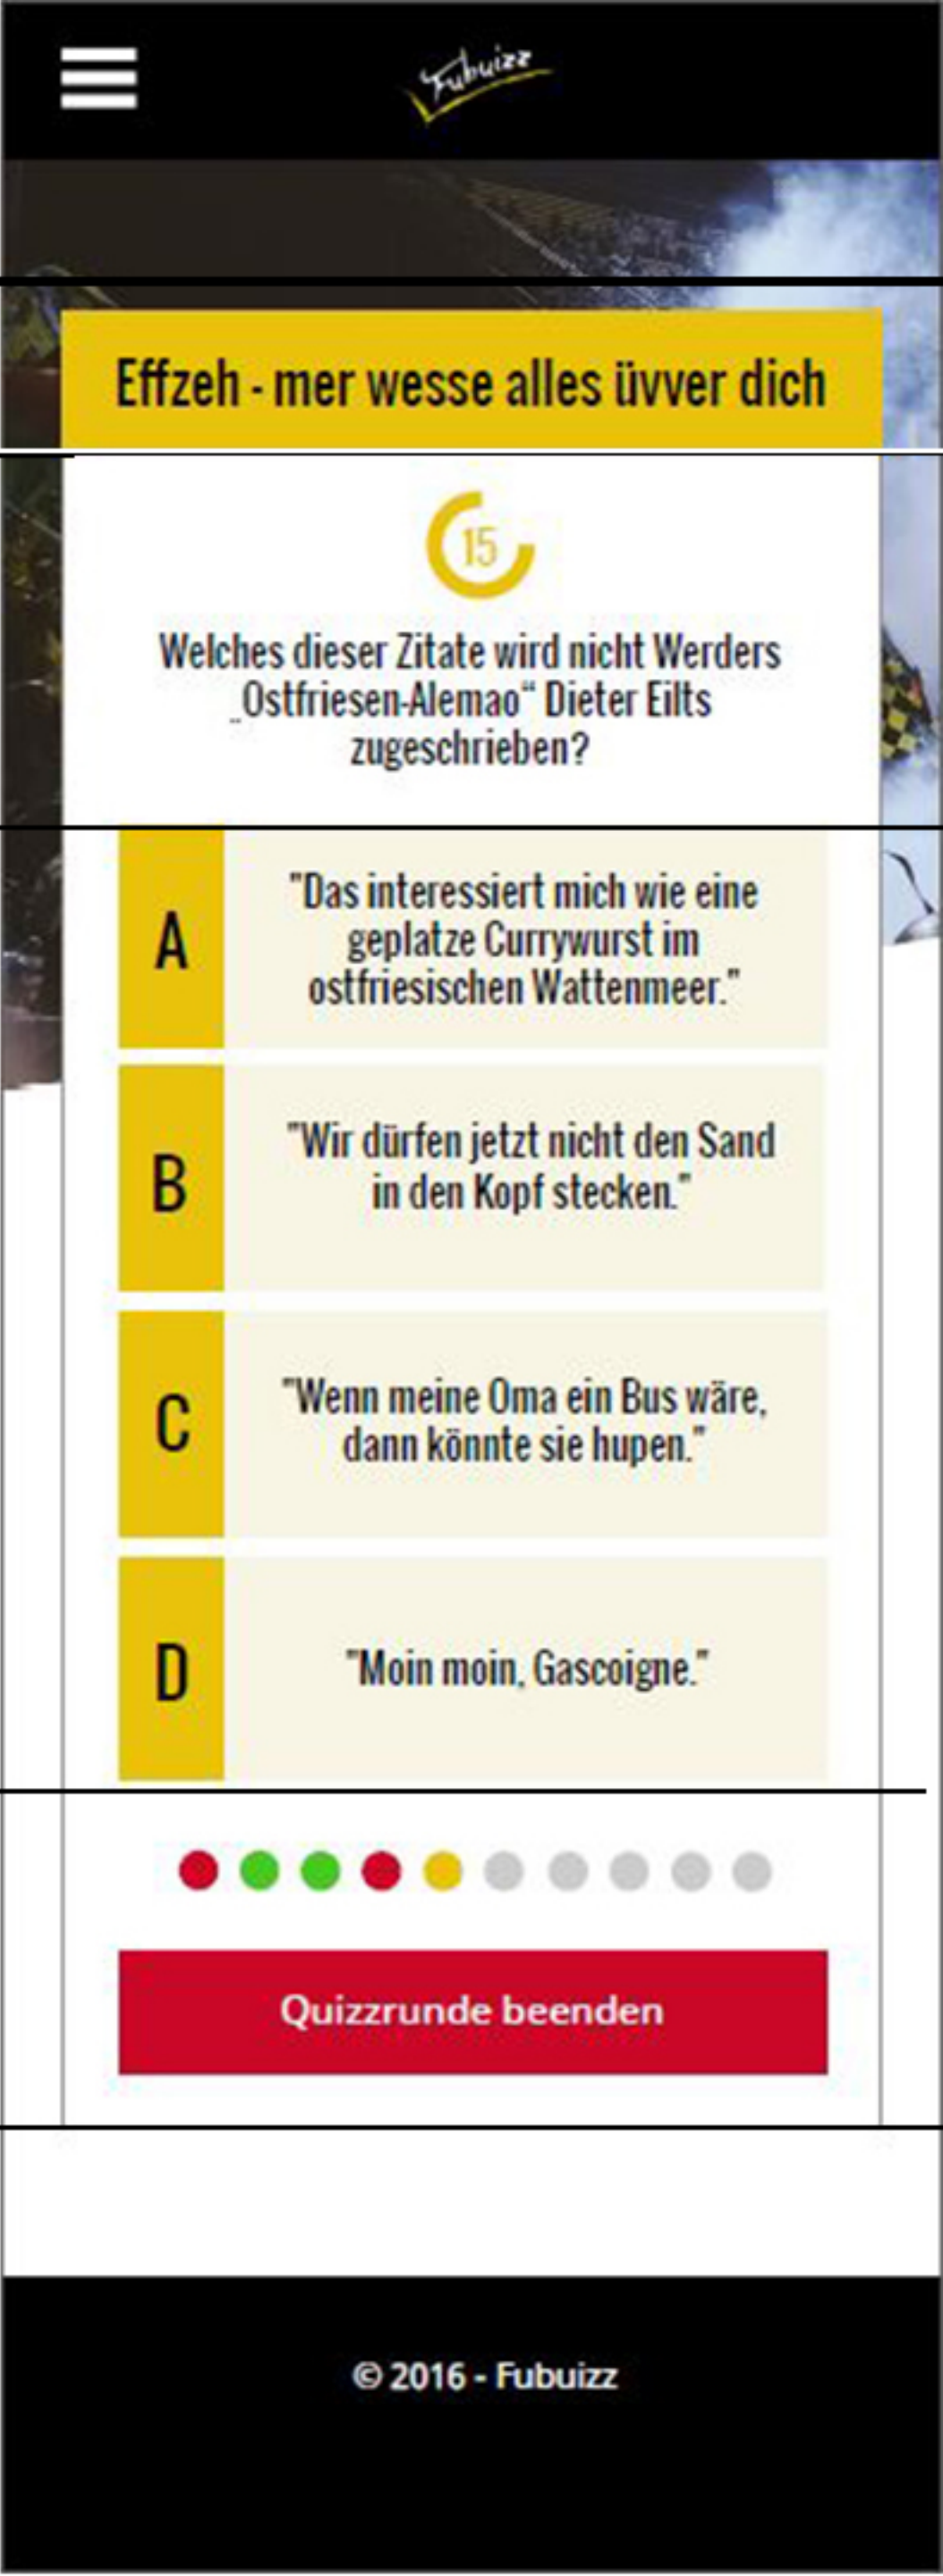 Fubuizz
Effzeh - mer wesse alles üvver dich
15
Welches dieser Zitate wird nicht Werders
„Ostfriesen-Alemao“ Dieter Eilts
zugeschrieben?
A
"Das interessiert mich wie eine
geplatze Currywurst im
ostfriesischen Wattenmeer."
B
"Wir dürfen jetzt nicht den Sand
in den Kopf stecken."
C
"Wenn meine Oma ein Bus wäre,
dann könnte sie hupen."
D
"Moin moin, Gascoigne."
Quizzrunde beenden
© 2016 - Fubuizz